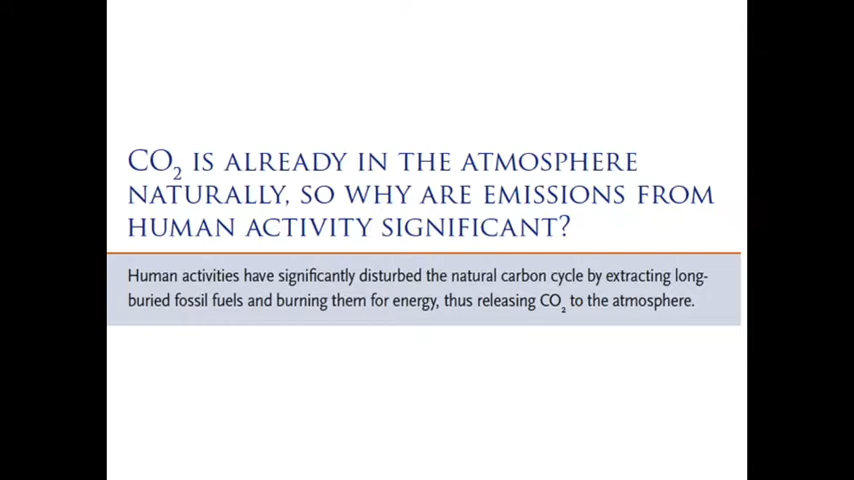 CO₂ IS ALREADY IN THE ATMOSPHERE
NATURALLY, SO WHY ARE EMISSIONS FROM
HUMAN ACTIVITY SIGNIFICANT?
Human activities have significantly disturbed the natural carbon cycle by extracting long-
buried fossil fuels and burning them for energy, thus releasing CO₂ to the atmosphere.